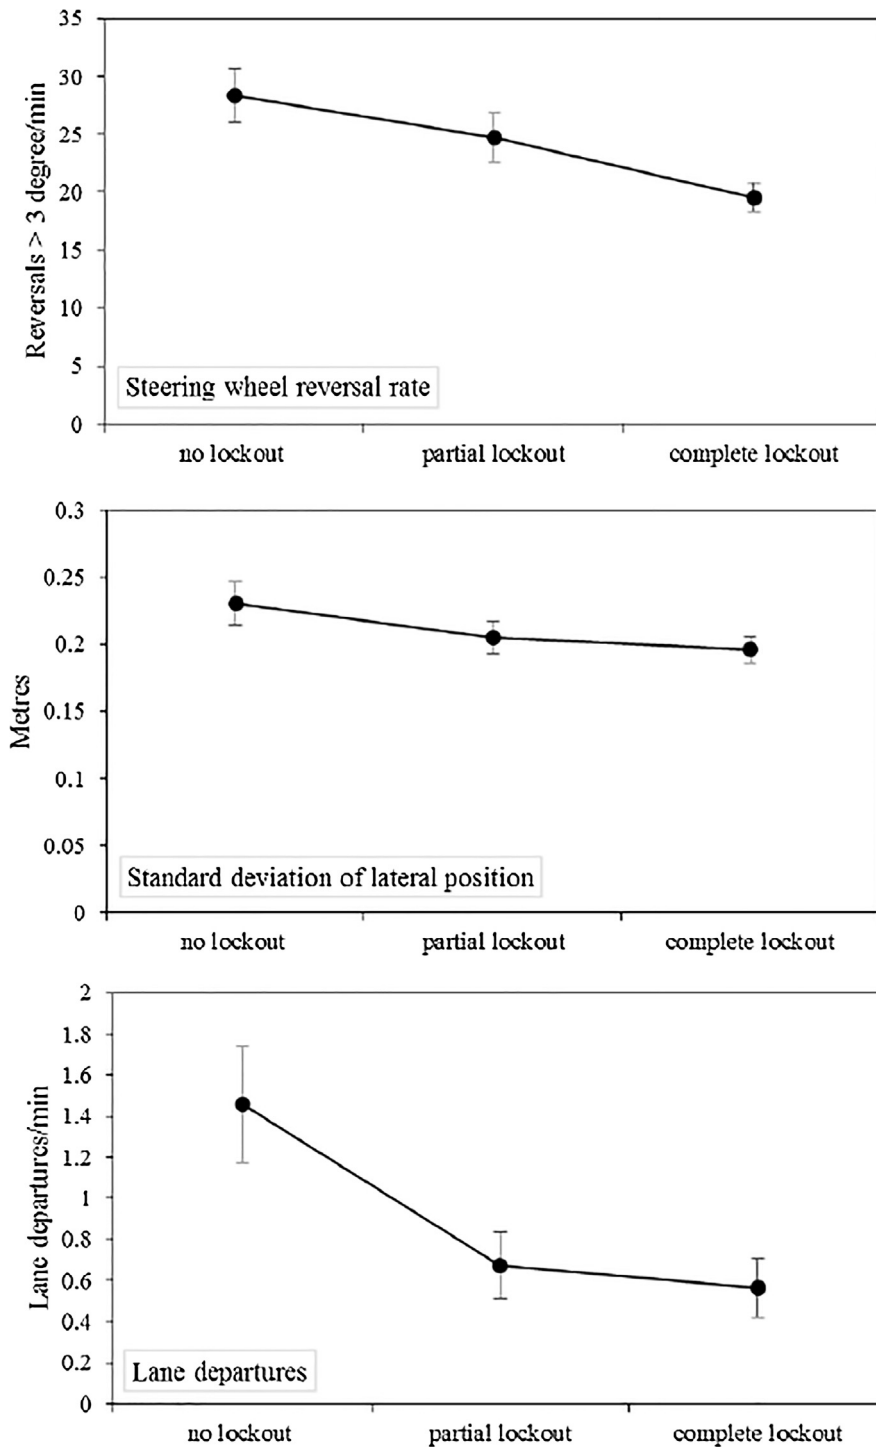 35
30
25
20
15
10
5
0
Reversals > 3 degree/min
Steering wheel reversal rate
no lockout partial lockout complete lockout
0.3
0.25
0.2
0.15
0.1
0.05
0
Metres
Standard deviation of lateral position
no lockout partial lockout complete lockout
2
1.8
1.6
1.4
1.2
1
0.8
0.6
0.4
0.2
0
Lane departures/min
Lane departures
no lockout partial lockout complete lockout